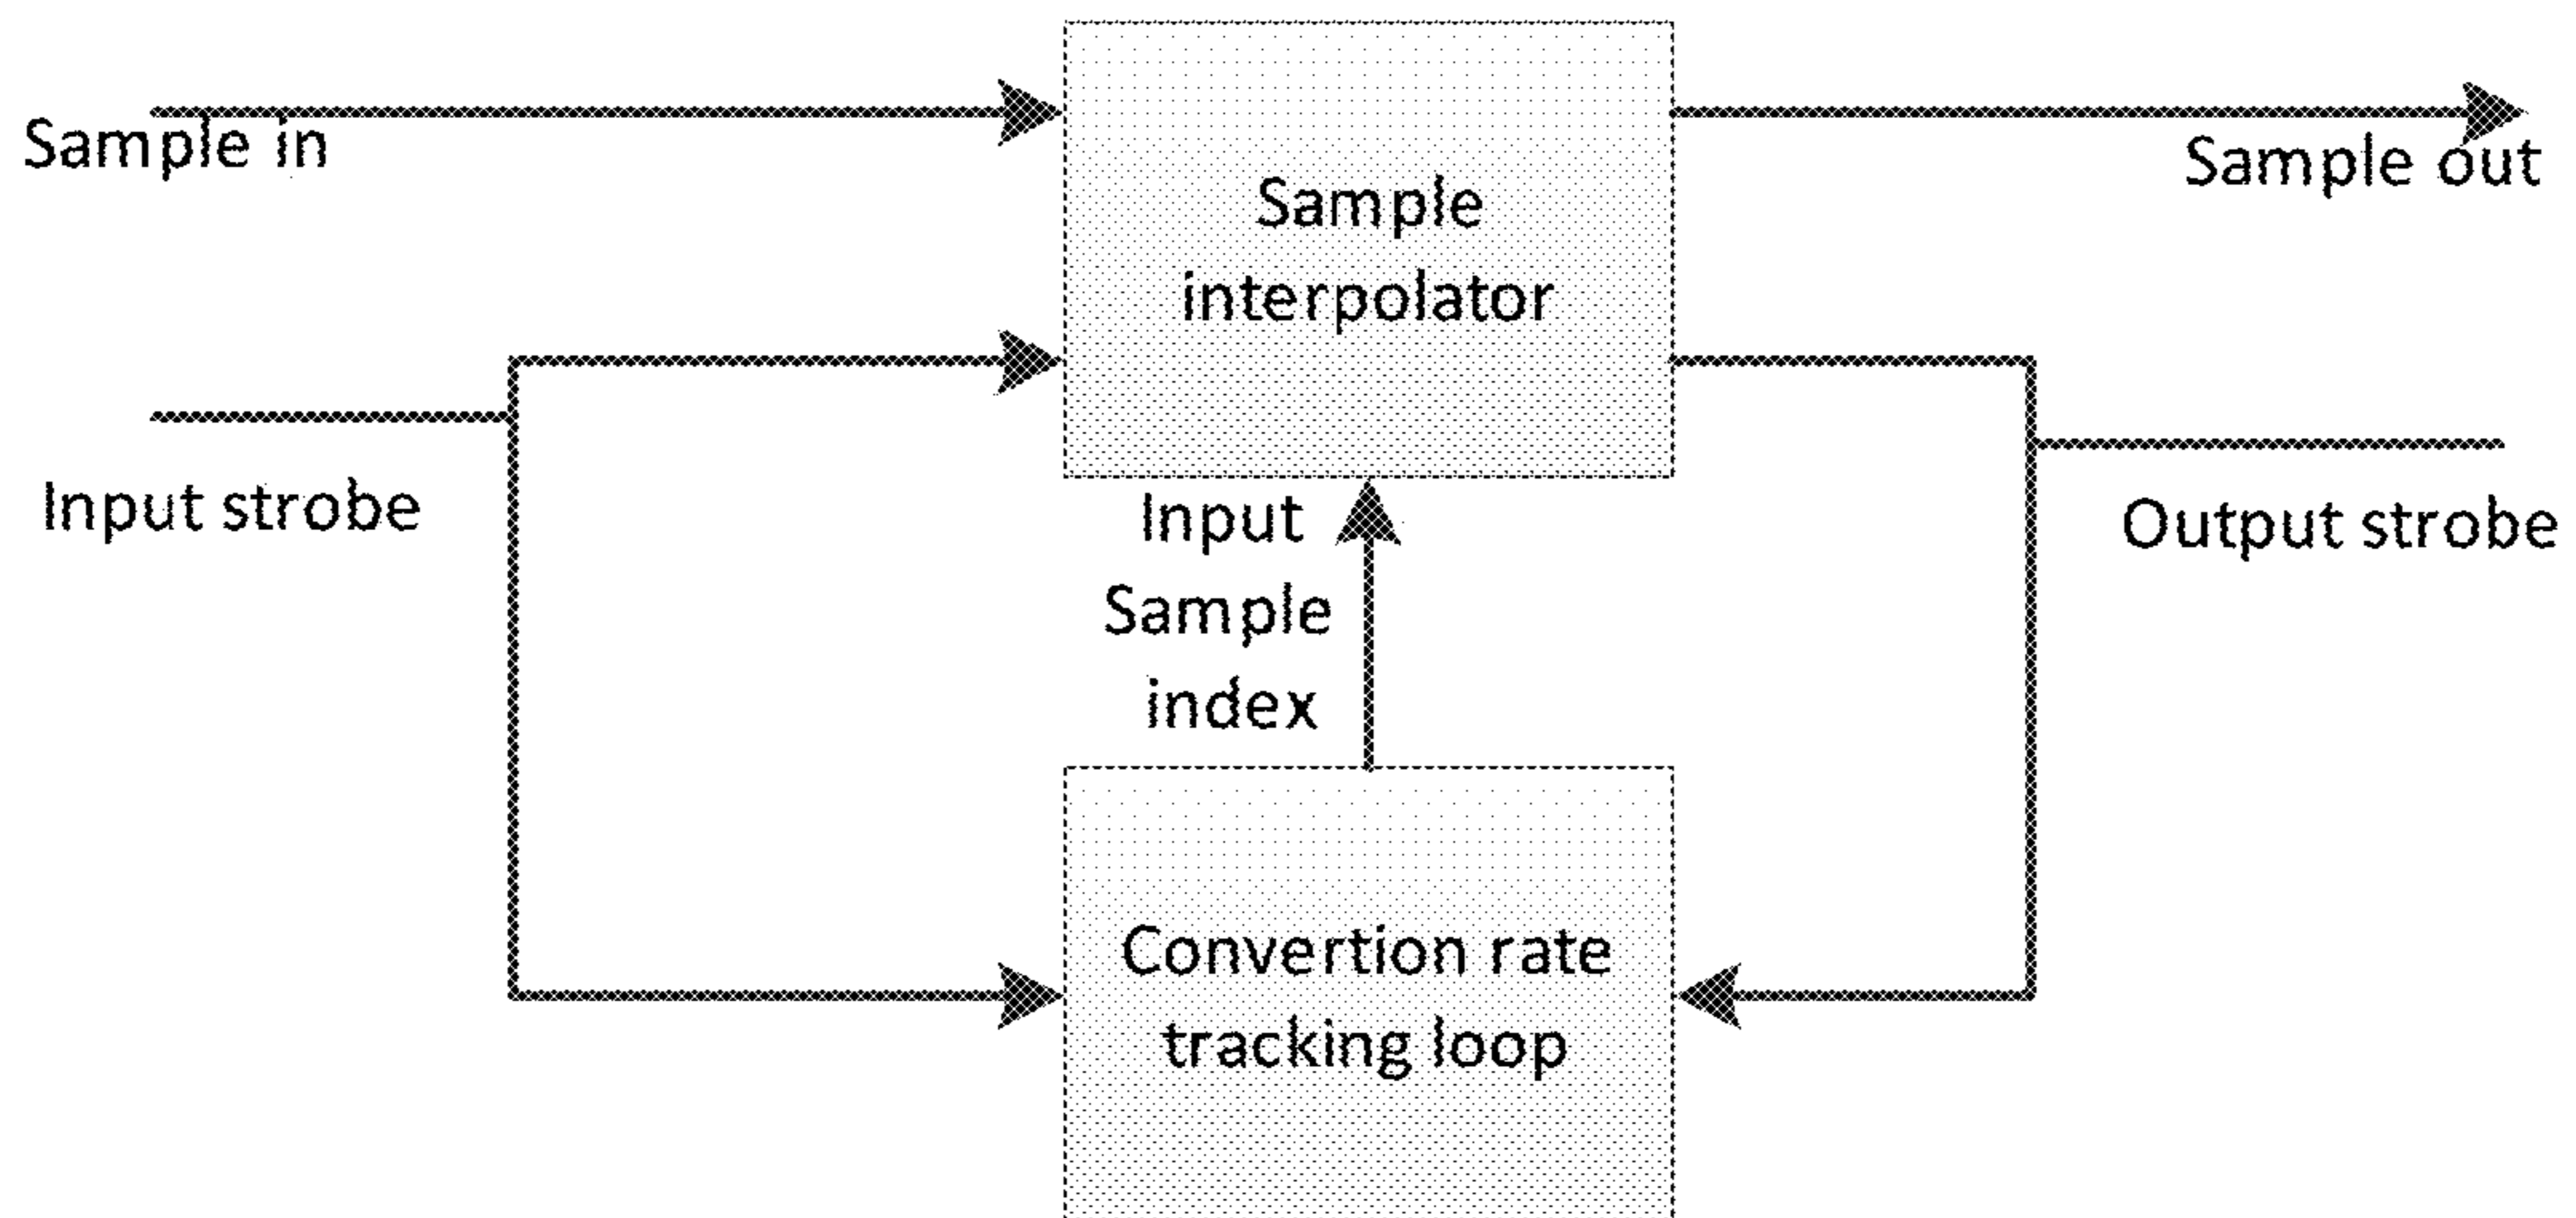 Sample in
Sample out
Sample
interpolator
Input strobe
Output strobe
Input
Sample
index
Convertion rate
tracking loop